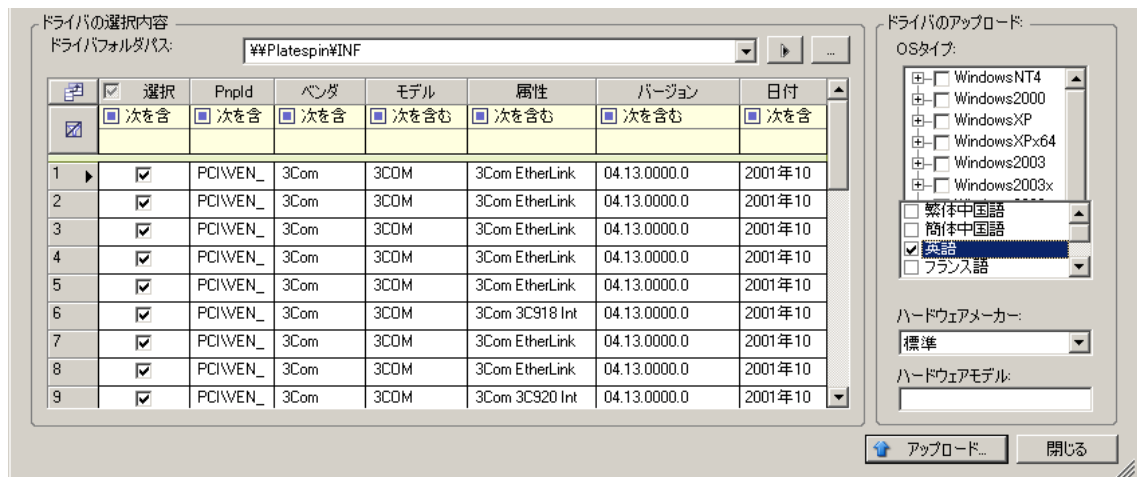 ドライバの選択内容
ドライバフォルダパス: ¥¥Platespin¥INF ...
選択 PnpId ベンダ モデル 属性 バージョン 日付
次を含 次を含 次を含 次を含む 次を含む 次を含む 次を含
1 PCI\VEN_ 3Com 3COM 3Com EtherLink 04.13.0000.0 2001年10
2 PCI\VEN_ 3Com 3COM 3Com EtherLink 04.13.0000.0 2001年10
3 PCI\VEN_ 3Com 3COM 3Com EtherLink 04.13.0000.0 2001年10
4 PCI\VEN_ 3Com 3COM 3Com EtherLink 04.13.0000.0 2001年10
5 PCI\VEN_ 3Com 3COM 3Com EtherLink 04.13.0000.0 2001年10
6 PCI\VEN_ 3Com 3COM 3Com 3C918 Int 04.13.0000.0 2001年10
7 PCI\VEN_ 3Com 3COM 3Com EtherLink 04.13.0000.0 2001年10
8 PCI\VEN_ 3Com 3COM 3Com EtherLink 04.13.0000.0 2001年10
9 PCI\VEN_ 3Com 3COM 3Com 3C920 Int 04.13.0000.0 2001年10
ドライバのアップロード:
OSタイプ:
WindowsNT4
Windows2000
WindowsXP
WindowsXPx64
Windows2003
Windows2003x
繁体中国語
簡体中国語
英語
フランス語
ハードウェアメーカー:
標準
ハードウェアモデル:
アップロード... 閉じる